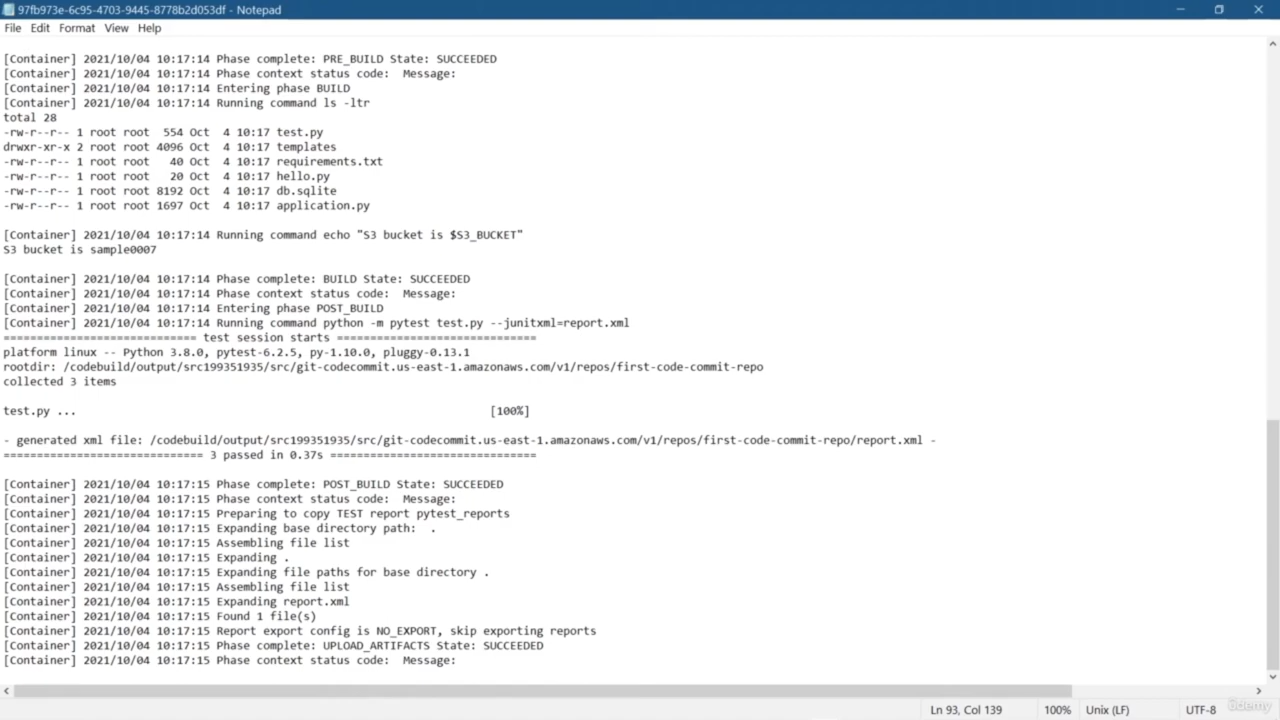 97fb973e-6c95-4703-9445-8778b2d053df - Notepad
File Edit Format View Help
[Container] 2021/10/04 10:17:14 Phase complete: PRE_BUILD State: SUCCEEDED
[Container] 2021/10/04 10:17:14 Phase context status code:  Message:
[Container] 2021/10/04 10:17:14 Entering phase BUILD
[Container] 2021/10/04 10:17:14 Running command ls -ltr
total 28
-rw-r--r-- 1 root root  554 Oct  4 10:17 test.py
drwxr-xr-x 2 root root 4096 Oct  4 10:17 templates
-rw-r--r-- 1 root root   40 Oct  4 10:17 requirements.txt
-rw-r--r-- 1 root root   20 Oct  4 10:17 hello.py
-rw-r--r-- 1 root root 8192 Oct  4 10:17 db.sqlite
-rw-r--r-- 1 root root 1697 Oct  4 10:17 application.py
[Container] 2021/10/04 10:17:14 Running command echo "S3 bucket is $S3_BUCKET"
S3 bucket is sample0007
[Container] 2021/10/04 10:17:14 Phase complete: BUILD State: SUCCEEDED
[Container] 2021/10/04 10:17:14 Phase context status code:  Message:
[Container] 2021/10/04 10:17:14 Entering phase POST_BUILD
[Container] 2021/10/04 10:17:14 Running command python -m pytest test.py --junitxml=report.xml
============================= test session starts ==============================
platform linux -- Python 3.8.0, pytest-6.2.5, py-1.10.0, pluggy-0.13.1
rootdir: /codebuild/output/src199351935/src/git-codecommit.us-east-1.amazonaws.com/v1/repos/first-code-commit-repo
collected 3 items
test.py ... [100%]
- generated xml file: /codebuild/output/src199351935/src/git-codecommit.us-east-1.amazonaws.com/v1/repos/first-code-commit-repo/report.xml -
============================== 3 passed in 0.37s ===============================
[Container] 2021/10/04 10:17:15 Phase complete: POST_BUILD State: SUCCEEDED
[Container] 2021/10/04 10:17:15 Phase context status code:  Message:
[Container] 2021/10/04 10:17:15 Preparing to copy TEST report pytest_reports
[Container] 2021/10/04 10:17:15 Expanding base directory path:  .
[Container] 2021/10/04 10:17:15 Assembling file list
[Container] 2021/10/04 10:17:15 Expanding .
[Container] 2021/10/04 10:17:15 Expanding file paths for base directory .
[Container] 2021/10/04 10:17:15 Assembling file list
[Container] 2021/10/04 10:17:15 Expanding report.xml
[Container] 2021/10/04 10:17:15 Found 1 file(s)
[Container] 2021/10/04 10:17:15 Report export config is NO_EXPORT, skip exporting reports
[Container] 2021/10/04 10:17:15 Phase complete: UPLOAD_ARTIFACTS State: SUCCEEDED
[Container] 2021/10/04 10:17:15 Phase context status code:  Message:
Ln 93, Col 139 100% Unix (LF) UTF-8
ûdemy